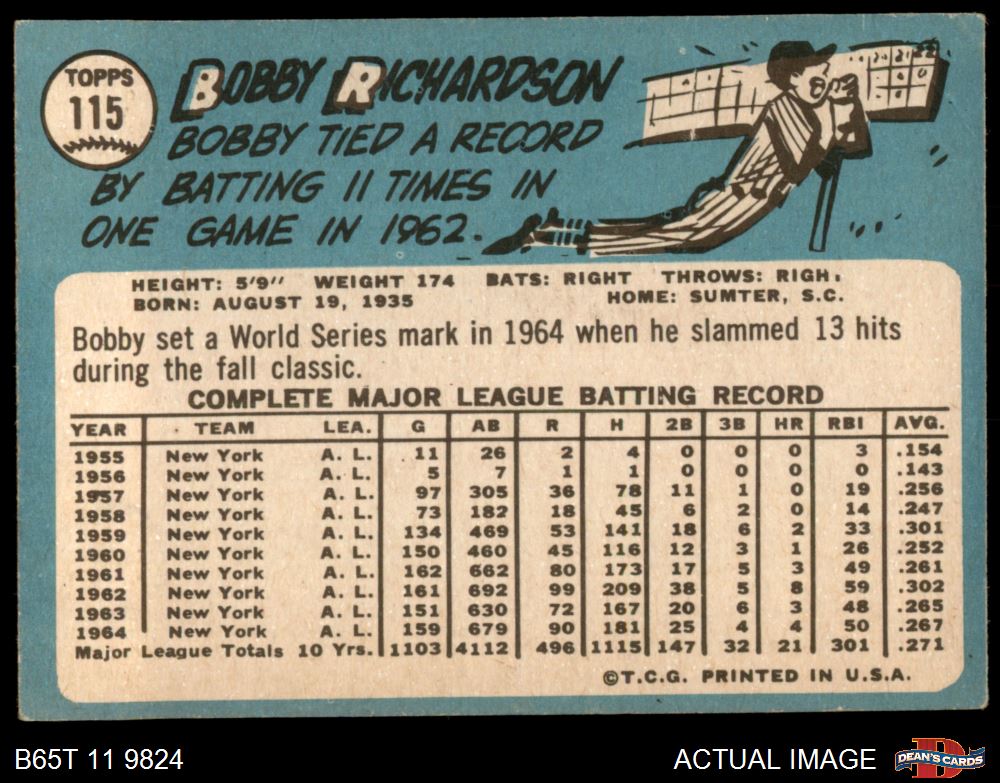 TOPPS
115
BOBBY RICHARDSON
BOBBY TIED A RECORD
BY BATTING 11 TIMES IN
ONE GAME IN 1962.
HEIGHT: 5'9" WEIGHT 174 BATS: RIGHT THROWS: RIGH.
BORN: AUGUST 19, 1935 HOME: SUMTER, S.C.
Bobby set a World Series mark in 1964 when he slammed 13 hits
during the fall classic.
COMPLETE MAJOR LEAGUE BATTING RECORD
YEAR TEAM LEA. G AB R H 2B 3B HR RBI AVG.
1955 New York A. L. 11 26 2 4 0 0 0 3 .154
1956 New York A. L. 5 7 1 1 0 0 0 0 .143
1957 New York A. L. 97 305 36 78 11 1 0 19 .256
1958 New York A. L. 73 182 18 45 6 2 0 14 .247
1959 New York A. L. 134 469 53 141 18 6 2 33 .301
1960 New York A. L. 150 460 45 116 12 3 1 26 .252
1961 New York A. L. 162 662 80 173 17 5 3 49 .261
1962 New York A. L. 161 692 99 209 38 5 8 59 .302
1963 New York A. L. 151 630 72 167 20 6 3 48 .265
1964 New York A. L. 159 679 90 181 25 4 4 50 .267
Major League Totals 10 Yrs. 1103 4112 496 1115 147 32 21 301 .271
©T.C.G. PRINTED IN U.S.A.
B65T 11 9824 ACTUAL IMAGE
D
DEAN'S CARDS